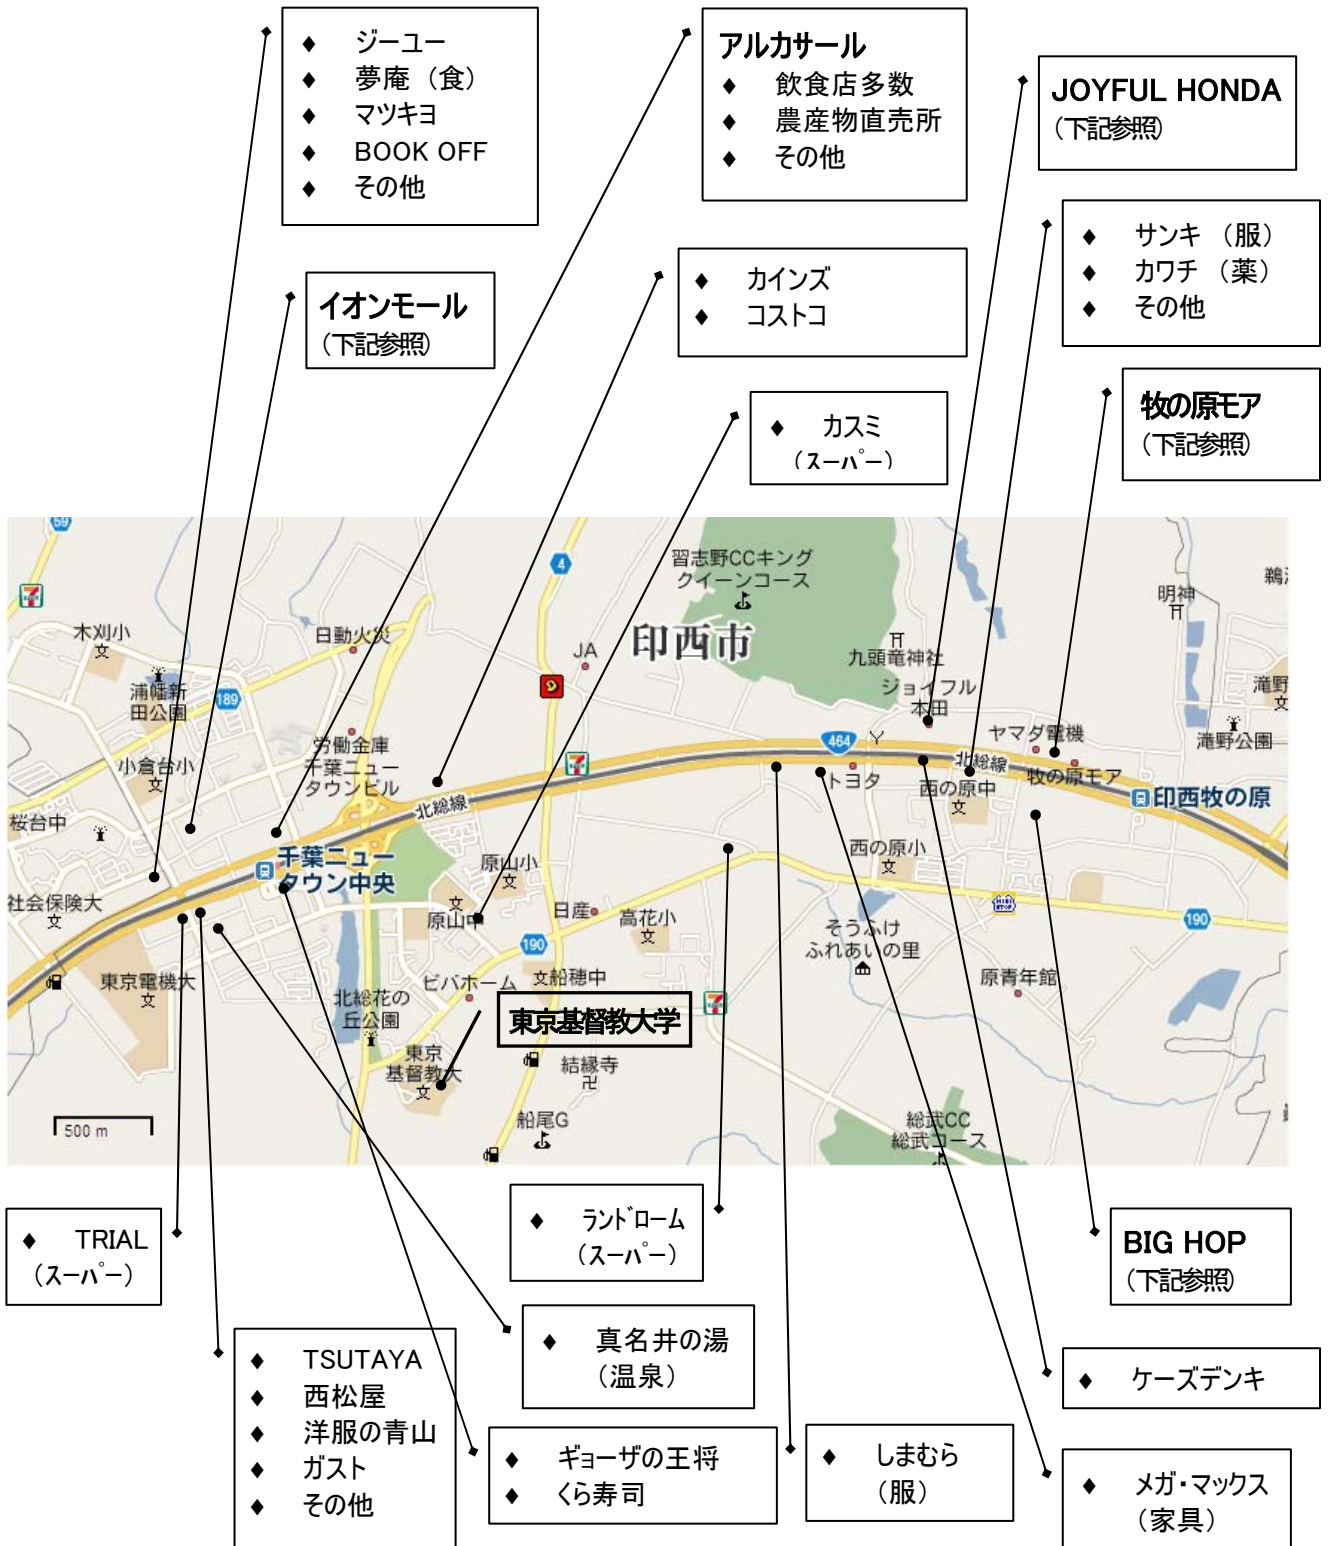 ◆ ジーユー
◆ 夢庵（食）
◆ マツキヨ
◆ BOOK OFF
◆ その他
アルカサール
◆ 飲食店多数
◆ 農産物直売所
◆ その他
JOYFUL HONDA
（下記参照）
◆ サンキ （服）
◆ カワチ （薬）
◆ その他
イオンモール
（下記参照）
◆ カインズ
◆ コストコ
◆ カスミ
（スーパー）
牧の原モア
（下記参照）
59
4
習志野CCキング
クイーンコース
明神
木刈小
文
日動火災
JA
印西市
九頭竜神社
ジョイフル
本田
滝野
文
浦幡新
田公園
189
労働金庫
千葉ニュー
タウンビル
464
ヤマダ電機
滝野公園
小倉台小
文
北総線
トヨタ
北総線
西の原中
文
牧の原モア
印西牧の原
桜台中
千葉ニュー
タウン中央
原山小
文
西の原小
文
社会保険大
文
文
原山中
日産
高花小
文
190
190
そうふけ
ふれあいの里
東京電機大
文
北総花の
丘公園
ビバホーム
文船穂中
原青年館
東京基督教大学
東京
基督教大
文
結縁寺
卍
500 m
船尾G
総武CC
総武コース
◆ TRIAL
（スーパー）
◆ ランドローム
（スーパー）
BIG HOP
（下記参照）
◆ TSUTAYA
◆ 西松屋
◆ 洋服の青山
◆ ガスト
◆ その他
◆ 真名井の湯
（温泉）
◆ ケーズデンキ
◆ ギョーザの王将
◆ くら寿司
◆ しまむら
（服）
◆ メガ・マックス
（家具）